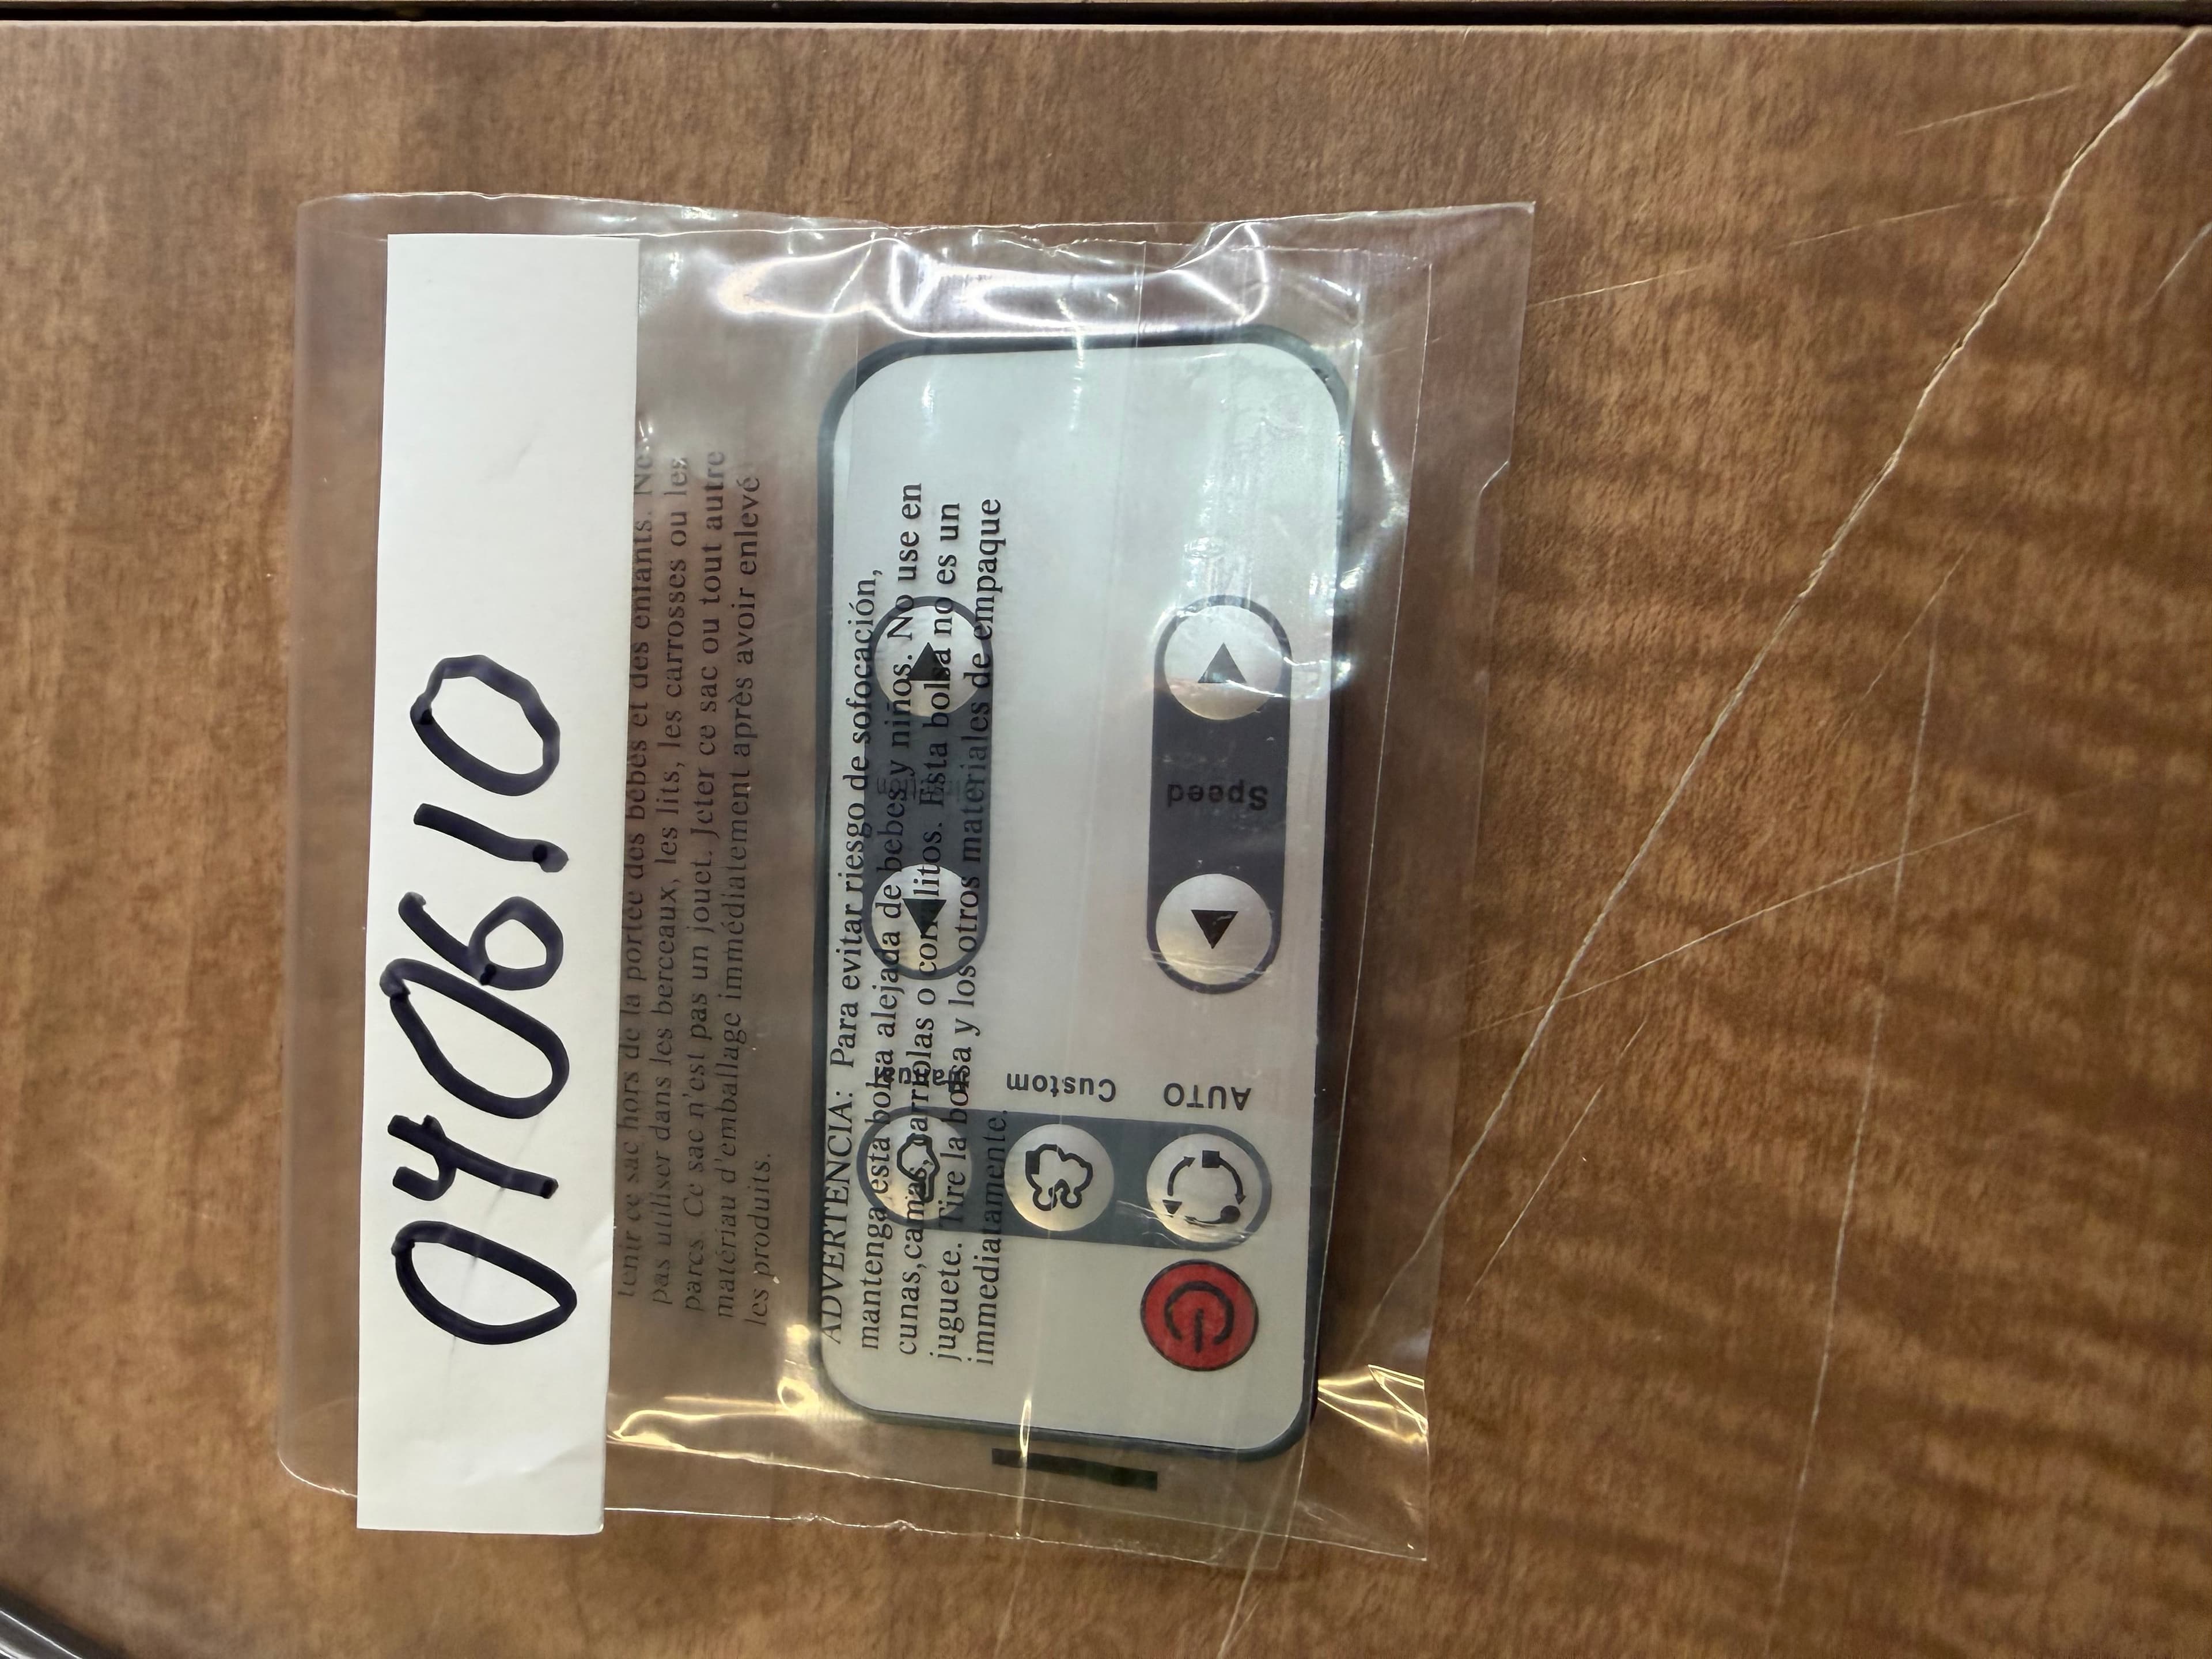 040610
tenir ce sac hors de la portée des bébés et des enfants. Ne
pas utiliser dans les berceaux, les lits, les carrosses ou les
parcs. Ce sac n'est pas un jouet. Jeter ce sac ou tout autre
matériau d'emballage immédiatement après avoir enlevé
les produits.
ADVERTENCIA: Para evitar riesgo de sofocación,
mantenga esta bolsa alejada de bebes y niños. No use en
cunas,camas,carriolas o corralitos. Esta bolsa no es un
juguete. Tire la bolsa y los otros materiales de empaque
immediatamente.
AUTO
Custom
Speed